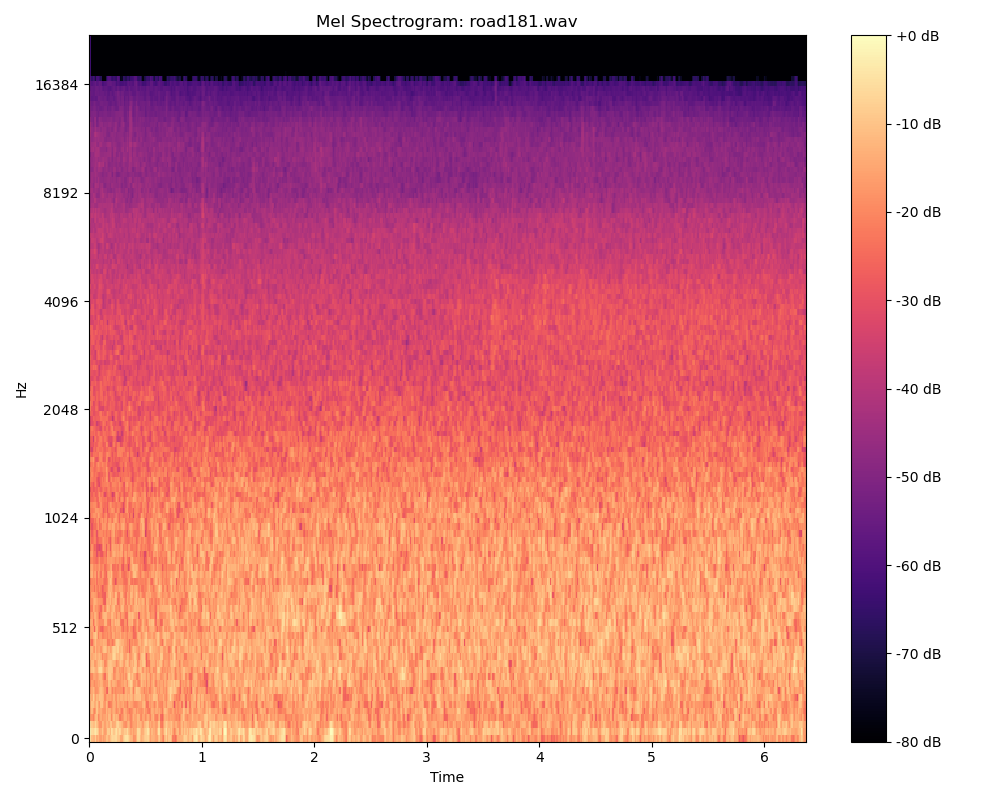 Mel Spectrogram: road181.wav
Hz
16384
8192
4096
2048
1024
512
0
0 1 2 3 4 5 6
Time
+0 dB
-10 dB
-20 dB
-30 dB
-40 dB
-50 dB
-60 dB
-70 dB
-80 dB